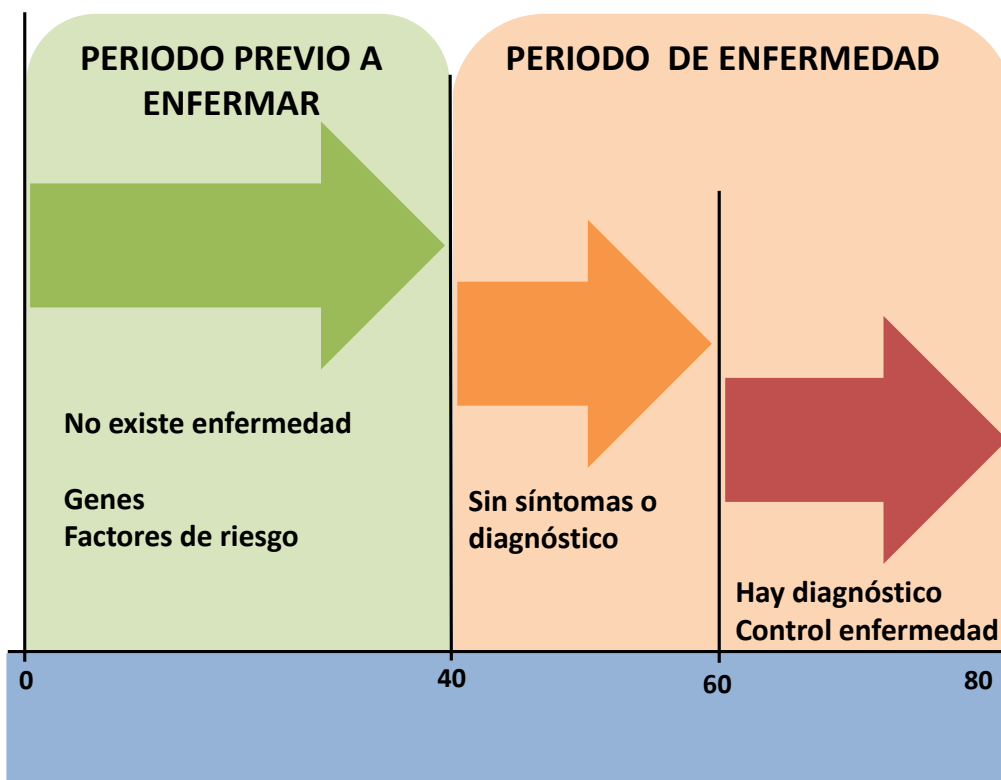 PERIODO PREVIO A
ENFERMAR
PERIODO DE ENFERMEDAD
No existe enfermedad
Genes
Factores de riesgo
Sin síntomas o
diagnóstico
Hay diagnóstico
Control enfermedad
0
40
60
80